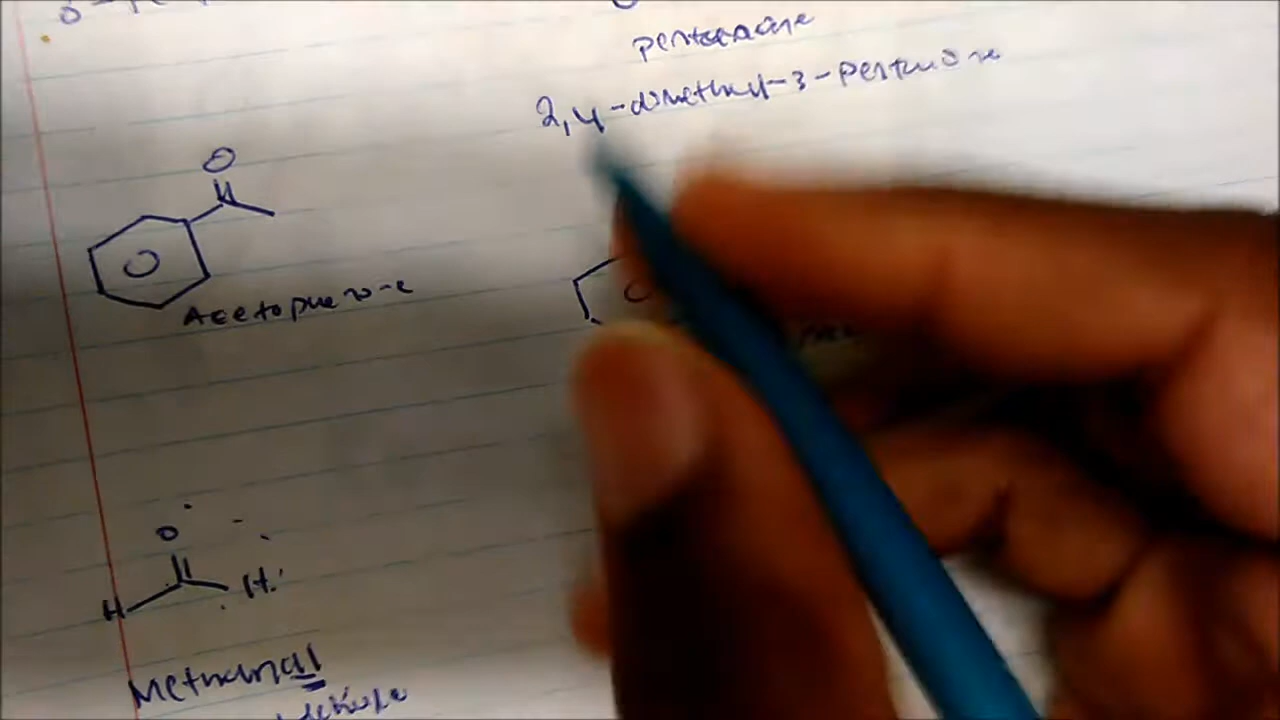 pentanone
2,4-dimethyl-3-pentanone
O
O
Acetophenone
O
H H
Methanal